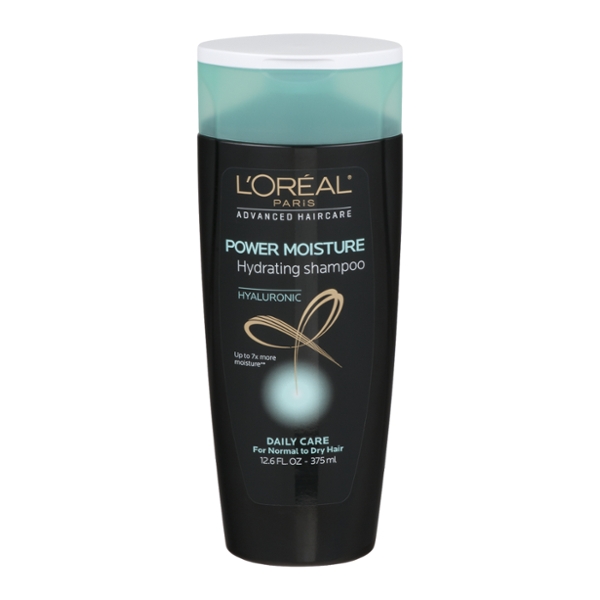 L'ORÉAL®
PARIS
ADVANCED HAIRCARE
POWER MOISTURE
Hydrating shampoo
HYALURONIC
Up to 7x more
moisture**
DAILY CARE
For Normal to Dry Hair
12.6 FL. OZ - 375 ml